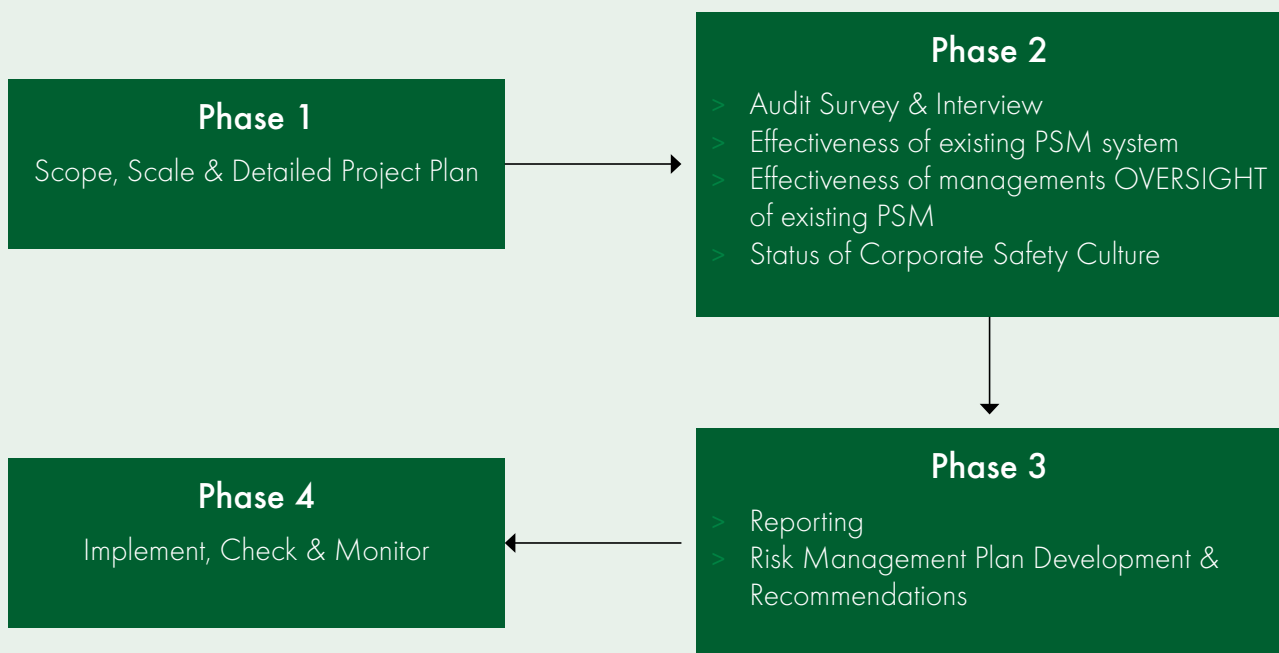 Phase 1
Scope, Scale & Detailed Project Plan
Phase 2
> Audit Survey & Interview
> Effectiveness of existing PSM system
> Effectiveness of managements OVERSIGHT
of existing PSM
> Status of Corporate Safety Culture
Phase 3
> Reporting
> Risk Management Plan Development &
Recommendations
Phase 4
Implement, Check & Monitor